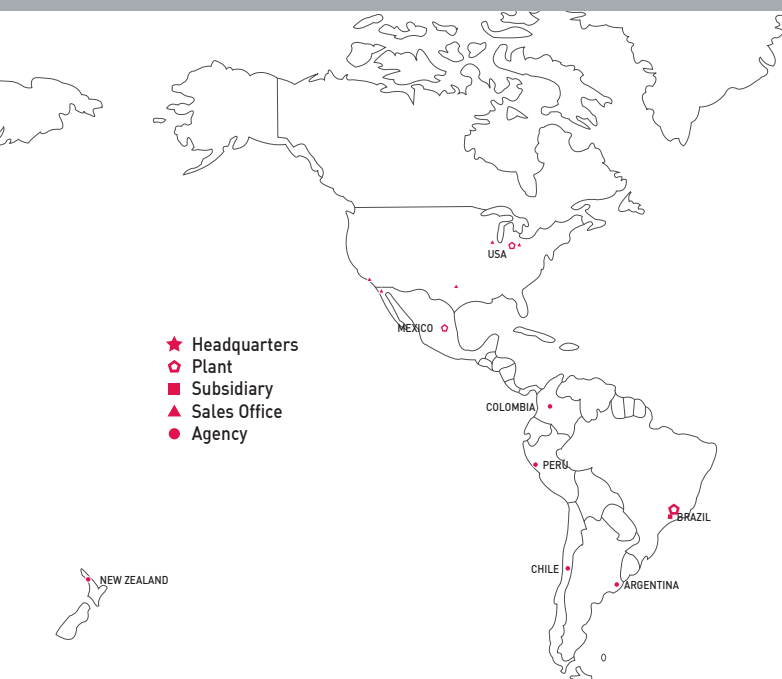 USA
MEXICO
Headquarters
Plant
Subsidiary
Sales Office
Agency
COLOMBIA
PERU
BRAZIL
CHILE
NEW ZEALAND
ARGENTINA